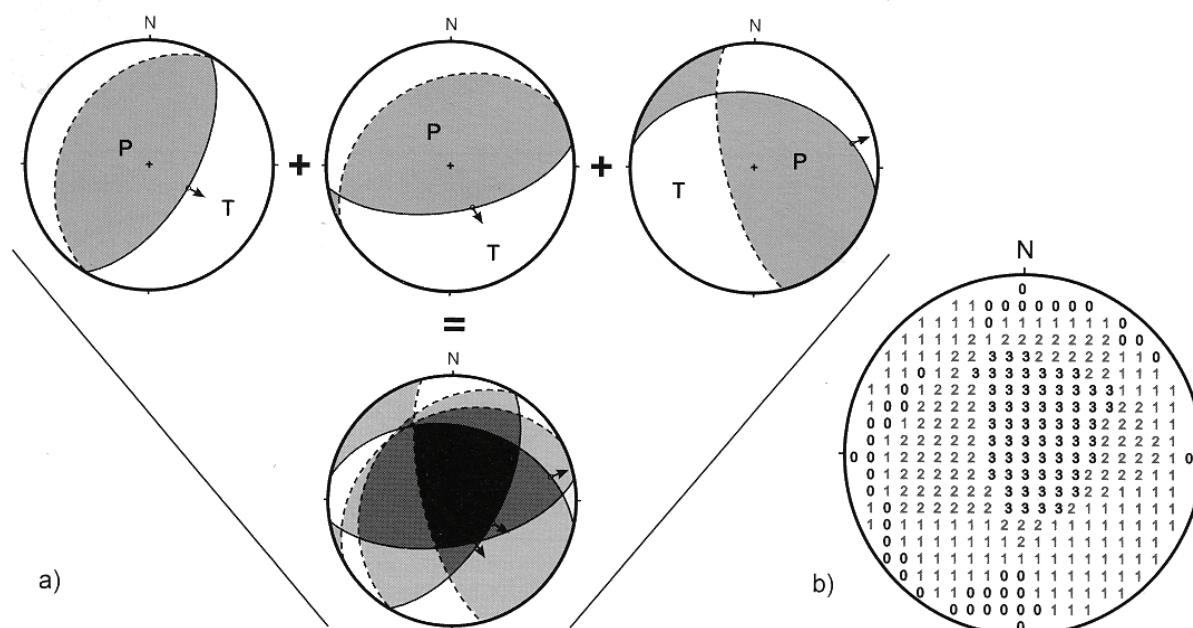 N
N
N
P
T
+
P
T
+
T
P
=
N
a)
N
0
1 1 0 0 0 0 0 0 0
1 1 1 1 0 1 1 1 1 1 1 1 0
1 1 1 1 2 1 2 2 2 2 2 2 2 0 0
1 1 1 1 2 2 3 3 3 2 2 2 2 2 1 1 0
1 1 0 1 2 3 3 3 3 3 3 3 2 2 1 1 1
1 1 0 1 2 2 2 3 3 3 3 3 3 3 3 1 1 1 1
1 0 0 2 2 2 2 3 3 3 3 3 3 3 3 2 2 1 1
0 0 1 2 2 2 2 3 3 3 3 3 3 3 2 2 2 1 1
0 1 2 2 2 2 2 3 3 3 3 3 3 3 2 2 2 2 1
0 0 1 2 2 2 2 2 3 3 3 3 3 3 3 2 2 2 1 1 0
0 1 2 2 2 2 2 3 3 3 3 3 3 2 2 2 1 1 1
0 1 2 2 2 2 2 2 3 3 3 3 3 2 2 1 1 1 1
0 1 1 2 2 2 2 2 3 3 3 3 2 1 1 1 1 1 1
1 0 1 1 1 1 1 1 2 2 2 1 1 1 1 1 1 1 1
0 1 1 1 1 1 1 1 2 1 1 1 1 1 1 1 1
0 0 1 1 1 1 1 1 1 1 1 1 1 1 1 1 1
0 1 1 1 1 1 0 0 1 1 1 1 1 1 1
0 1 1 0 0 0 0 1 1 1 1 1 1
0 0 0 0 0 0 1 1 1
0
b)